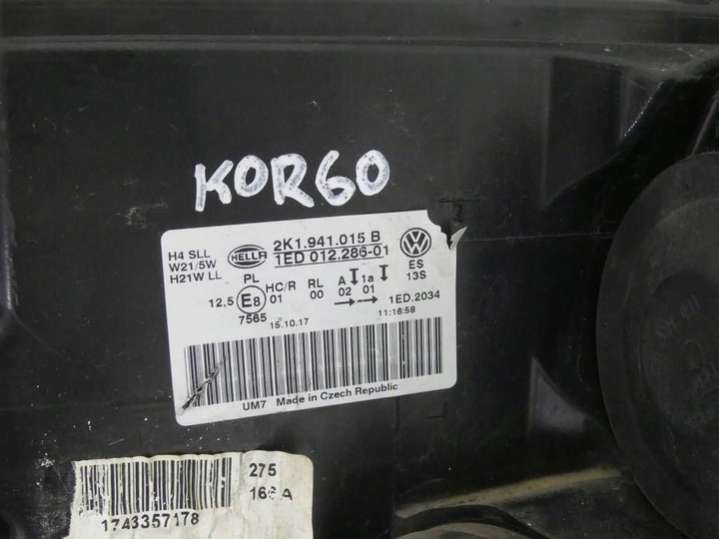 KORGO
H4 SLL
W21/5W
H21W LL
HELLA
2K1.941.015 B
1ED 012.286-01
PL HC/R RL A 1a
12,5 E8 01 00 02 01
7565
15.10.17
ES
13S
1ED.2034
11:16:58
UM7 Made in Czech Republic
275
1743357178